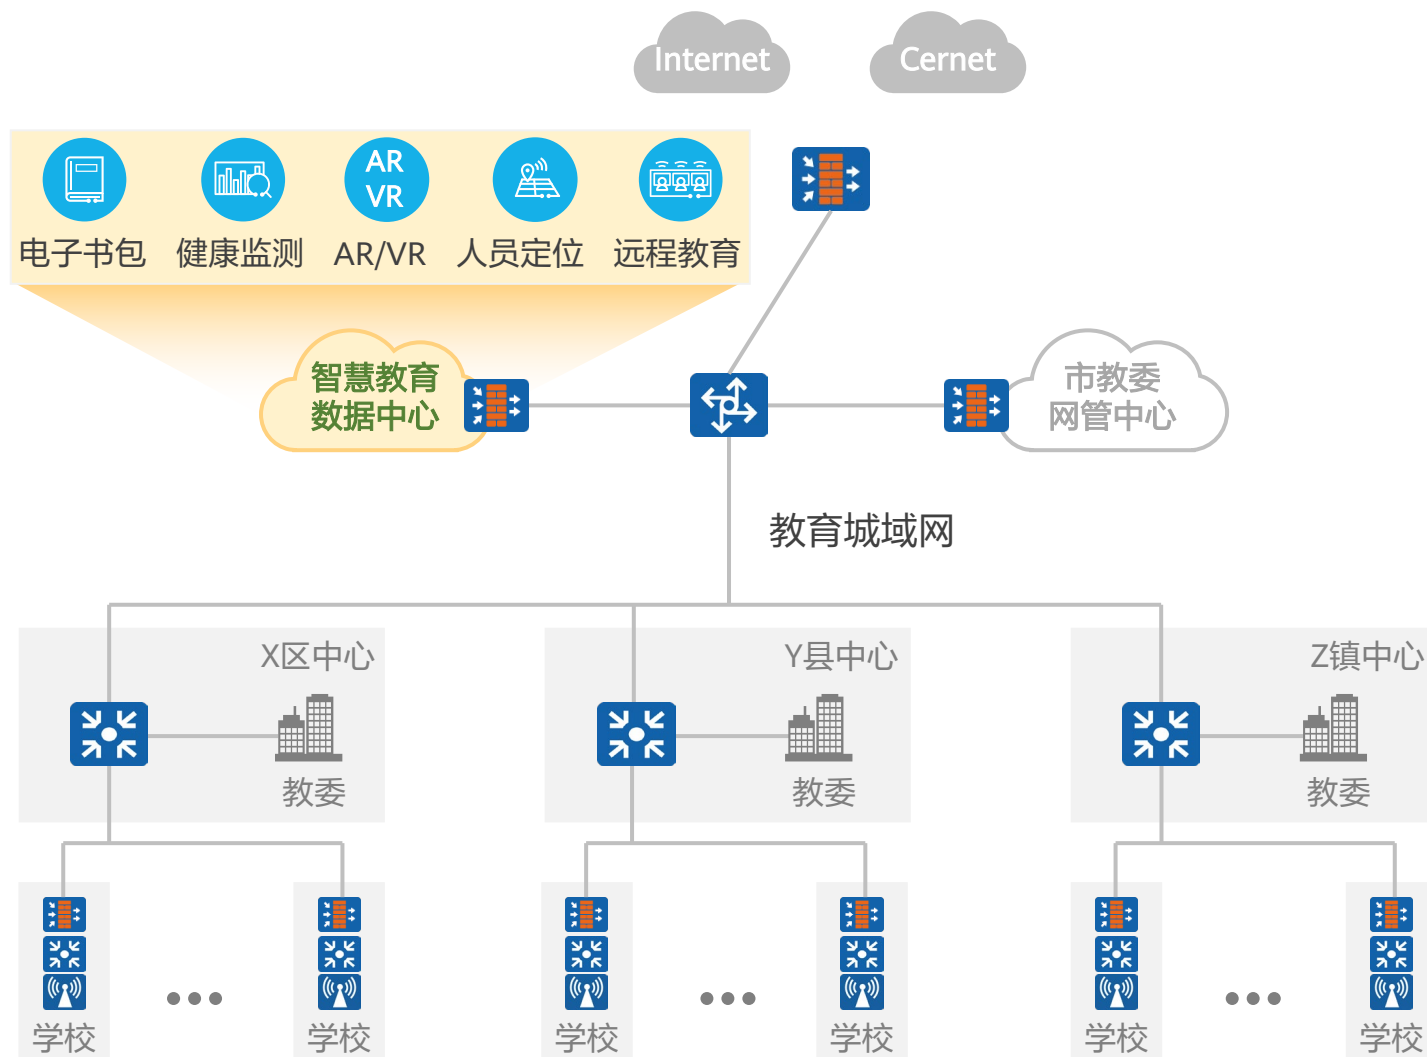 Internet
Cernet
AR
VR
电子书包
健康监测
AR/VR
人员定位
远程教育
智慧教育
数据中心
市教委
网管中心
教育城域网
X区中心
Y县中心
Z镇中心
教委
教委
教委
学校
学校
学校
学校
学校
学校